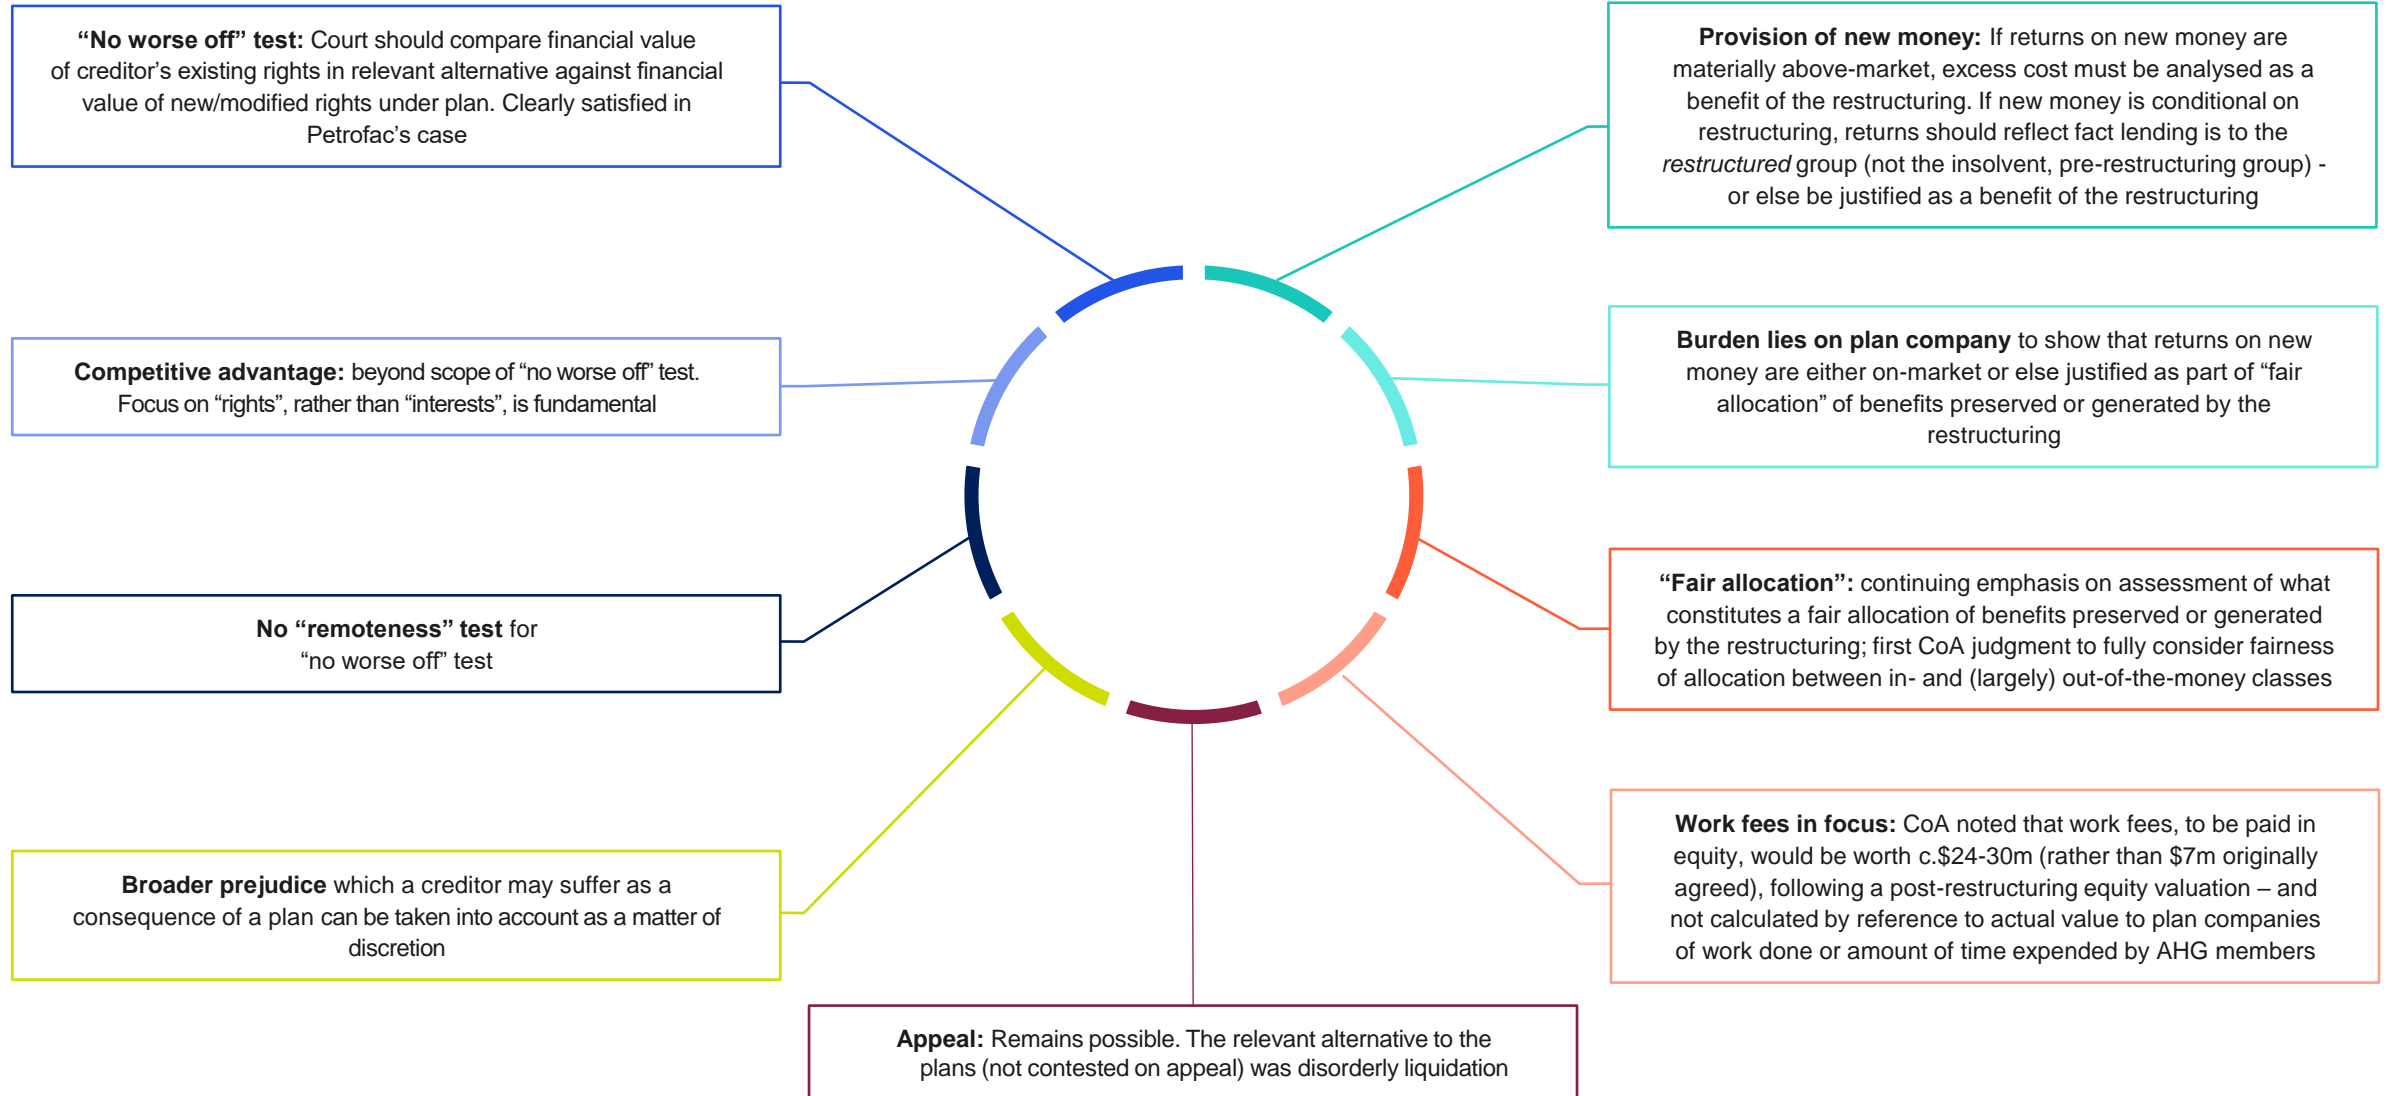 “No worse off” test: Court should compare financial value
of creditor’s existing rights in relevant alternative against financial
value of new/modified rights under plan. Clearly satisfied in
Petrofac’s case
Competitive advantage: beyond scope of “no worse off” test.
Focus on “rights”, rather than “interests”, is fundamental
No “remoteness” test for
“no worse off” test
Broader prejudice which a creditor may suffer as a
consequence of a plan can be taken into account as a matter of
discretion
Appeal: Remains possible. The relevant alternative to the
plans (not contested on appeal) was disorderly liquidation
Provision of new money: If returns on new money are
materially above-market, excess cost must be analysed as a
benefit of the restructuring. If new money is conditional on
restructuring, returns should reflect fact lending is to the
restructured group (not the insolvent, pre-restructuring group) -
or else be justified as a benefit of the restructuring
Burden lies on plan company to show that returns on new
money are either on-market or else justified as part of “fair
allocation” of benefits preserved or generated by the
restructuring
“Fair allocation”: continuing emphasis on assessment of what
constitutes a fair allocation of benefits preserved or generated
by the restructuring; first CoA judgment to fully consider fairness
of allocation between in- and (largely) out-of-the-money classes
Work fees in focus: CoA noted that work fees, to be paid in
equity, would be worth c.$24-30m (rather than $7m originally
agreed), following a post-restructuring equity valuation – and
not calculated by reference to actual value to plan companies
of work done or amount of time expended by AHG members